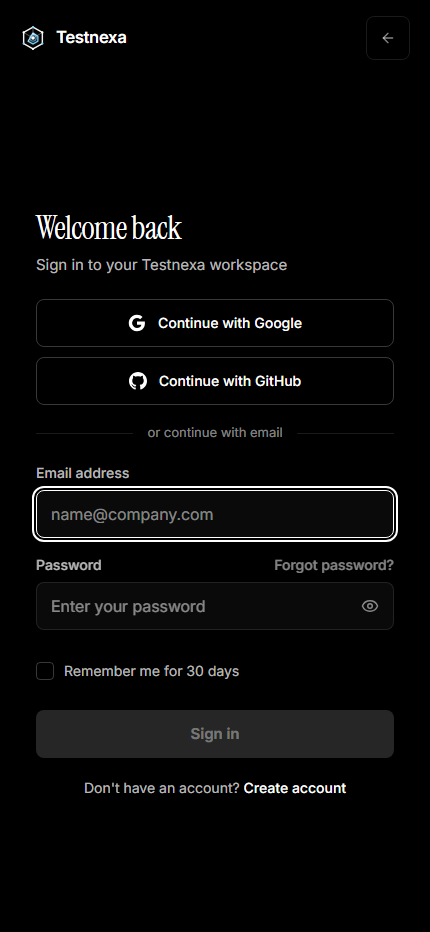 Testnexa
Welcome back
Sign in to your Testnexa workspace
Continue with Google
Continue with GitHub
or continue with email
Email address
name@company.com
Password Forgot password?
Enter your password
Remember me for 30 days
Sign in
Don't have an account? Create account